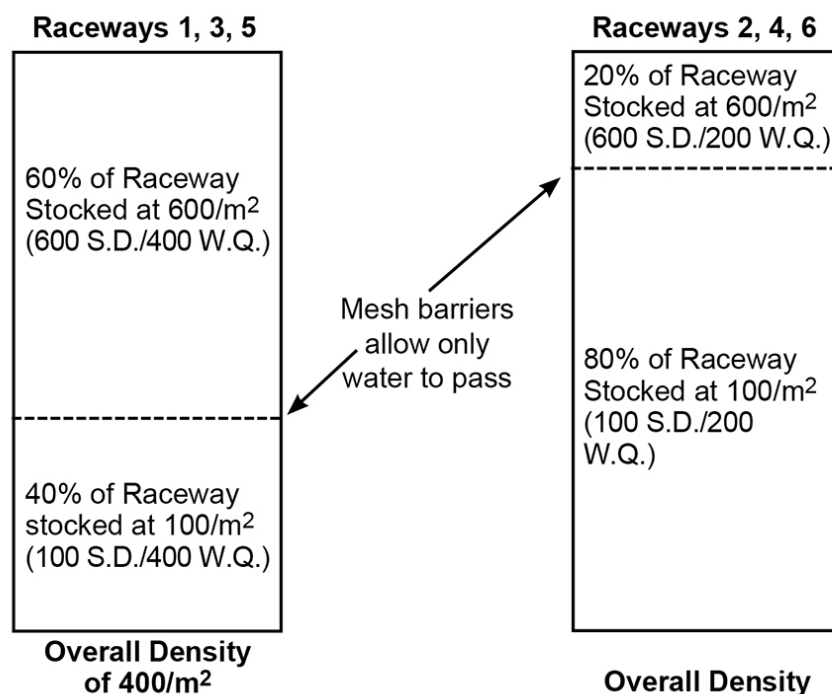 Raceways 1, 3, 5
60% of Raceway
Stocked at 600/m²
(600 S.D./400 W.Q.)
40% of Raceway
stocked at 100/m²
(100 S.D./400 W.Q.)
Overall Density
of 400/m²
Mesh barriers
allow only
water to pass
Raceways 2, 4, 6
20% of Raceway
Stocked at 600/m²
(600 S.D./200 W.Q.)
80% of Raceway
Stocked at 100/m²
(100 S.D./200
W.Q.)
Overall Density